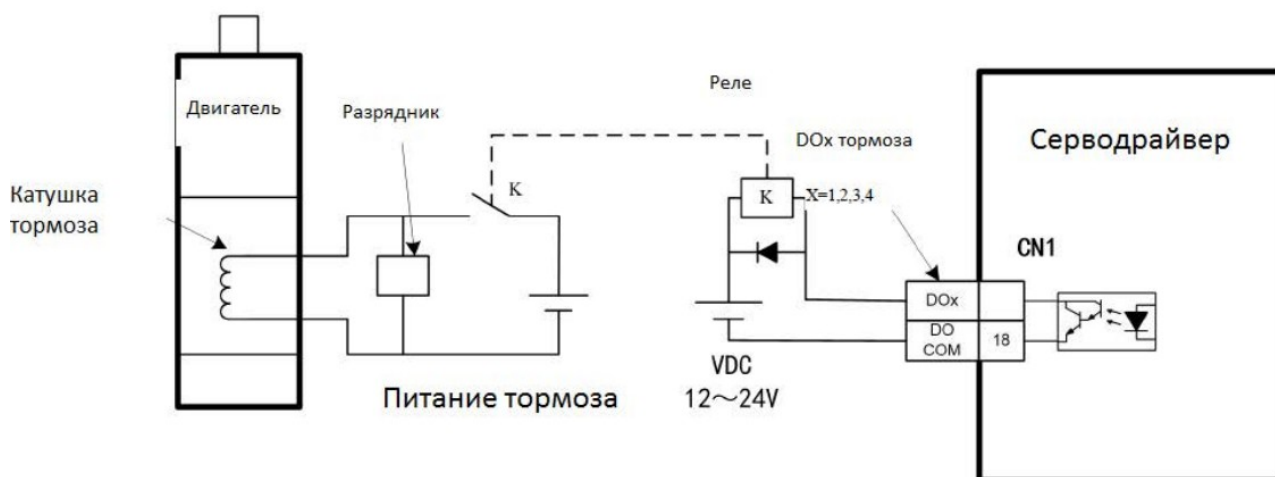 Двигатель
Разрядник
Реле
DOx тормоза
Серводрайвер
Катушка
тормоза
K
K
X=1,2,3,4
CN1
DOx
DO
COM
18
Питание тормоза
VDC
12～24V